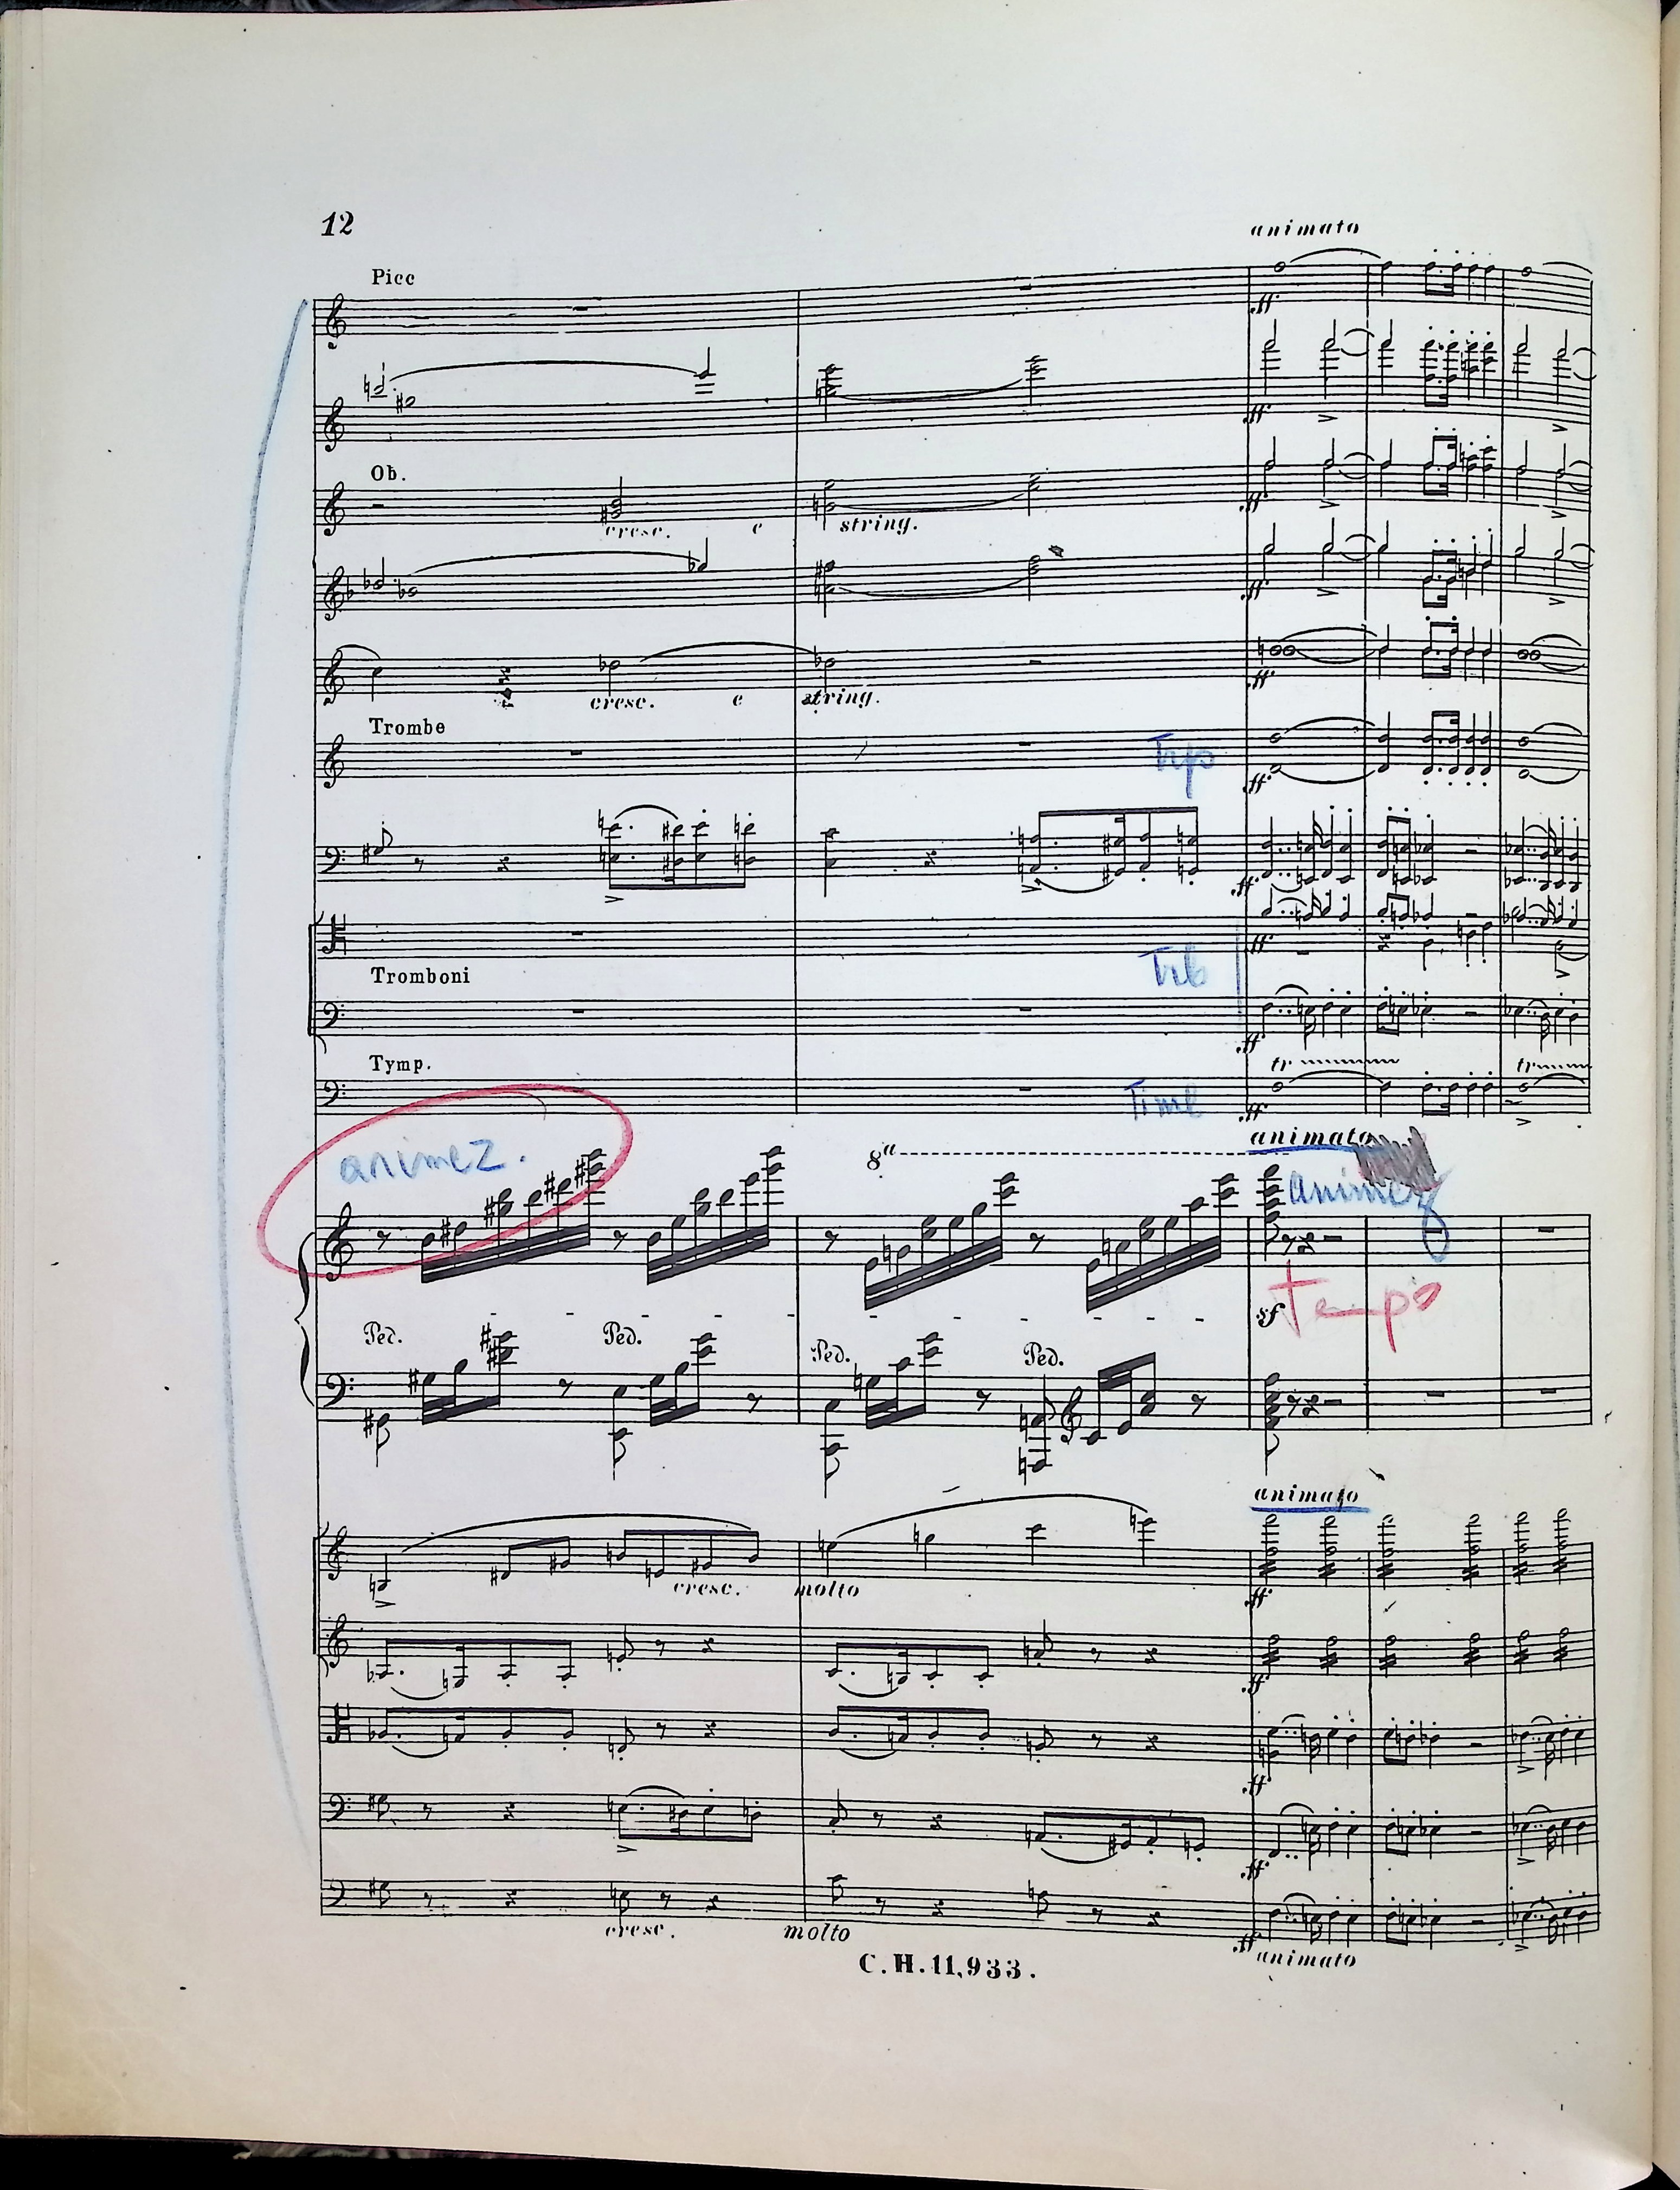 12
animato
Picc
ff
ff
Ob.
cresc. e string.
ff
ff
cresc. e string.
ff
Trombe
Trp
ff
ff
ff
Trb
Tromboni
ff
Tymp.
tr tr
Timb
ff
animato
animez.
8a
animez
Tempo
sf
Ped. Ped. Ped. Ped.
animato
cresc. molto
ff
ff
ff
ff
cresc. molto
ff
animato
C.H.11,933.